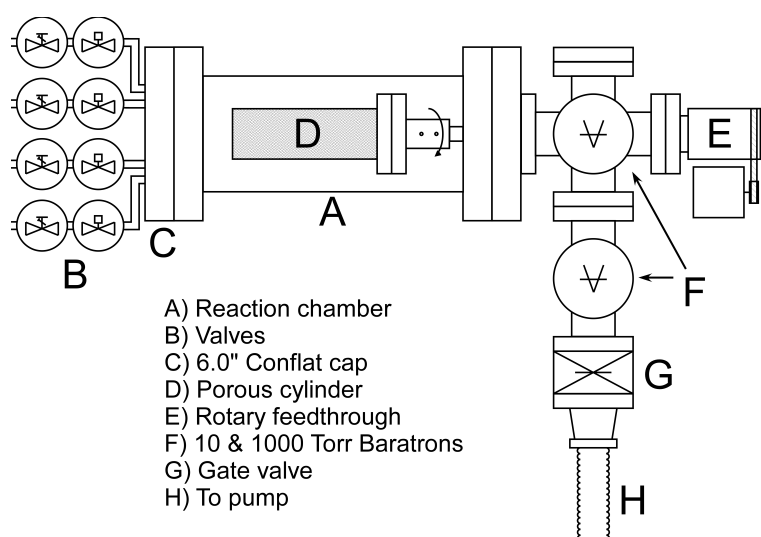 D
E
A
C
B
F
A) Reaction chamber
B) Valves
C) 6.0" Conflat cap
D) Porous cylinder
E) Rotary feedthrough
F) 10 & 1000 Torr Baratrons
G) Gate valve
H) To pump
G
H